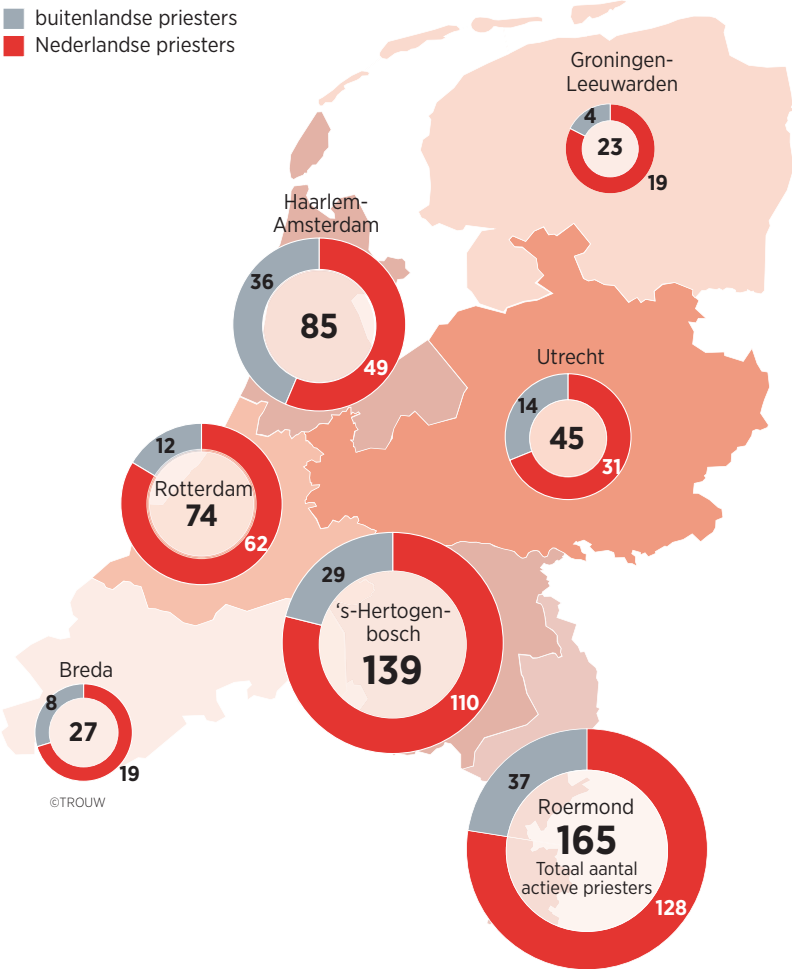 buitenlandse priesters
Nederlandse priesters
Groningen-
Leeuwarden
4
23
19
Haarlem-
Amsterdam
36
85
49
Utrecht
14
45
31
12
Rotterdam
74
62
29
‘s-Hertogen-
bosch
139
110
Breda
8
27
19
©TROUW
37
Roermond
165
Totaal aantal
actieve priesters
128